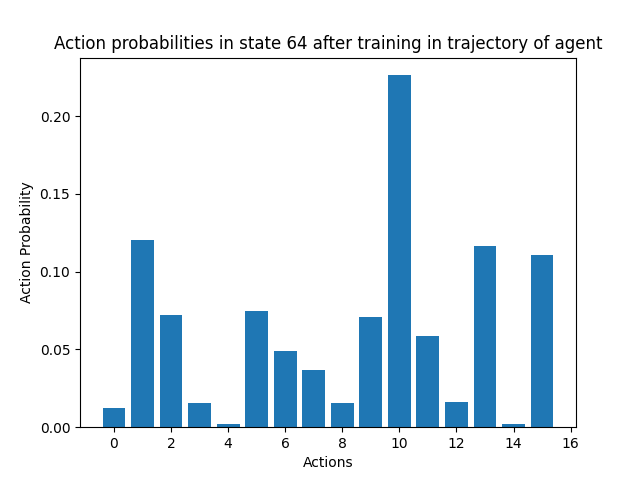 Action probabilities in state 64 after training in trajectory of agent
0.20
0.15
0.10
0.05
0.00
Action Probability
0 2 4 6 8 10 12 14 16
Actions